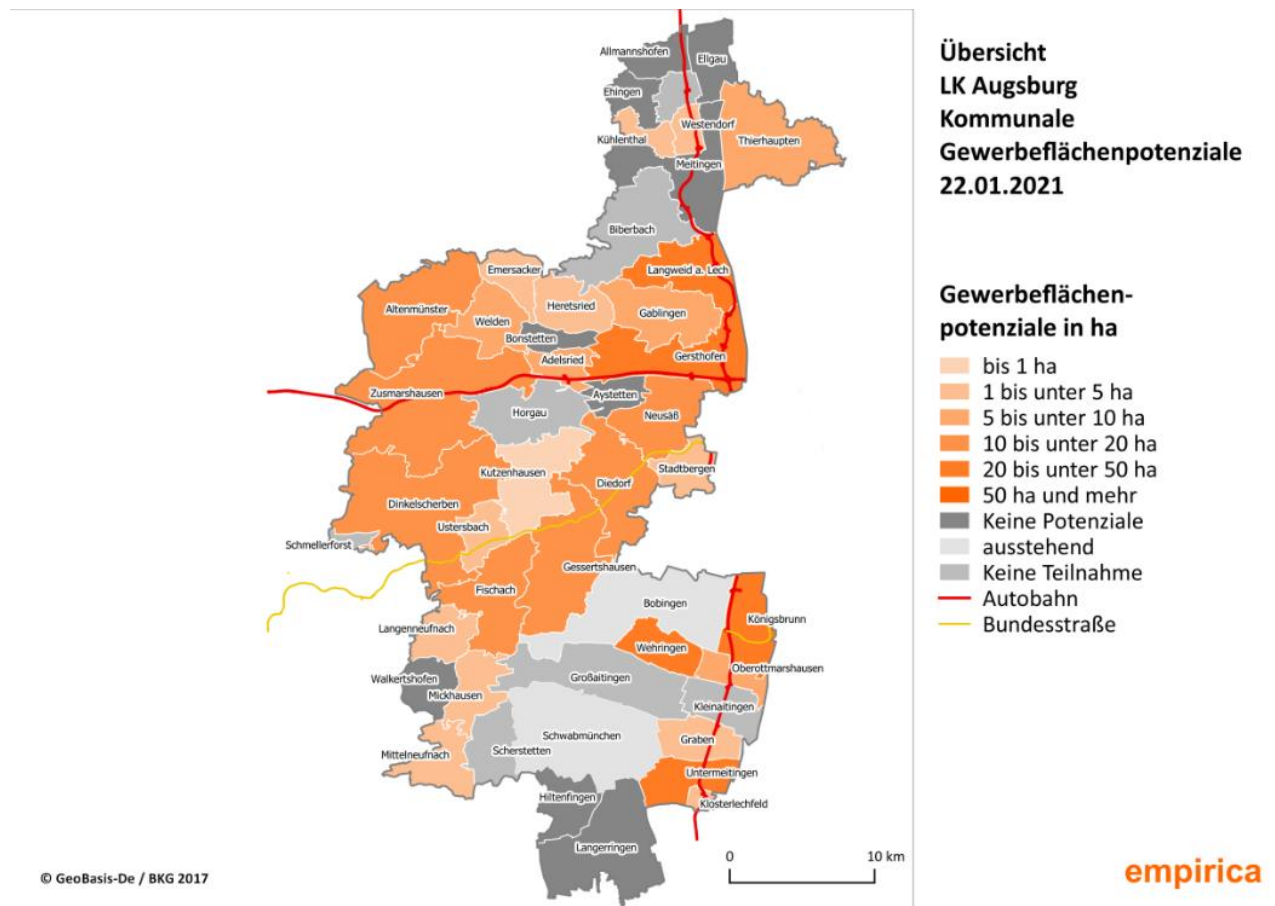 Allmannshofen
Ellgau
Ehingen
Westendorf
Kühlenthal
Thierhaupten
Meitingen
Biberbach
Emersacker
Langweid a. Lech
Heretsried
Altenmünster
Gablingen
Welden
Bonstetten
Adelsried
Gersthofen
Zusmarshausen
Aystetten
Horgau
Neusäß
Kutzenhausen
Stadtbergen
Diedorf
Dinkelscherben
Ustersbach
Schmellerforst
Gessertshausen
Fischach
Bobingen
Königsbrunn
Langenneufnach
Wehringen
Oberottmarshausen
Walkertshofen
Großaitingen
Mickhausen
Kleinaitingen
Schwabmünchen
Graben
Mittelneufnach
Scherstetten
Untermeitingen
Hiltenfingen
Klosterlechfeld
Langerringen
0 10 km
© GeoBasis-De / BKG 2017
Übersicht
LK Augsburg
Kommunale
Gewerbeflächenpotenziale
22.01.2021
Gewerbeflächen-
potenziale in ha
bis 1 ha
1 bis unter 5 ha
5 bis unter 10 ha
10 bis unter 20 ha
20 bis unter 50 ha
50 ha und mehr
Keine Potenziale
ausstehend
Keine Teilnahme
Autobahn
Bundesstraße
empirica